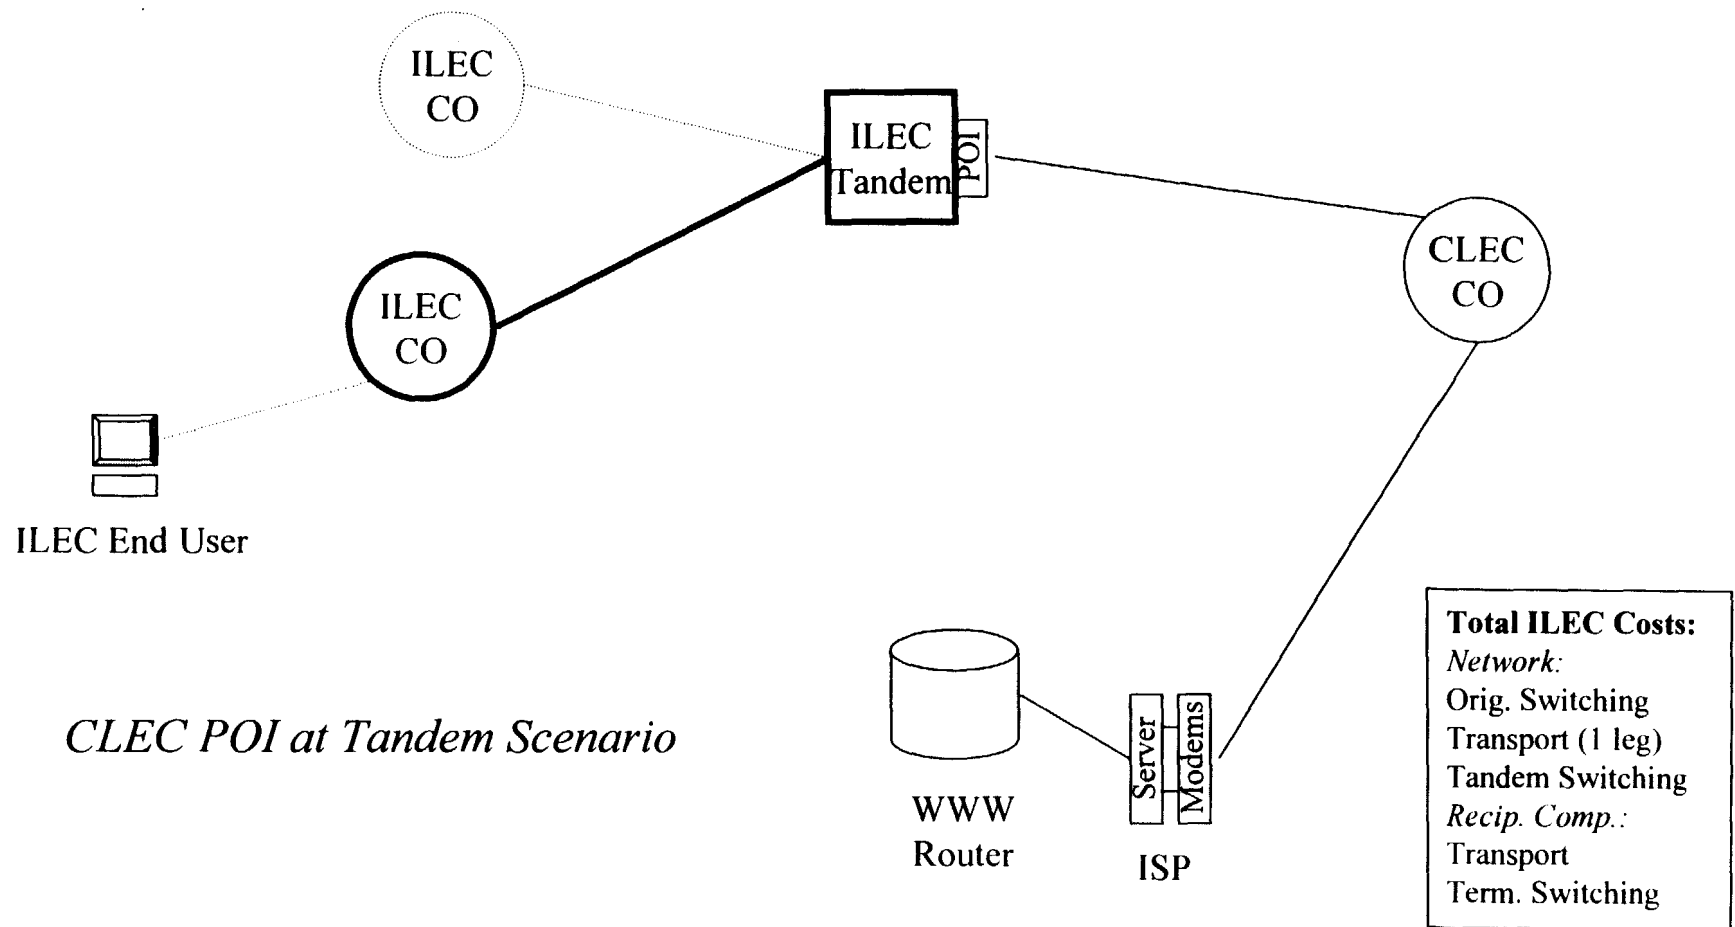 ILEC
CO
ILEC
Tandem
POI
CLEC
CO
ILEC
CO
ILEC End User
CLEC POI at Tandem Scenario
WWW
Router
Server
Modems
ISP
Total ILEC Costs:
Network:
Orig. Switching
Transport (1 leg)
Tandem Switching
Recip. Comp.:
Transport
Term. Switching